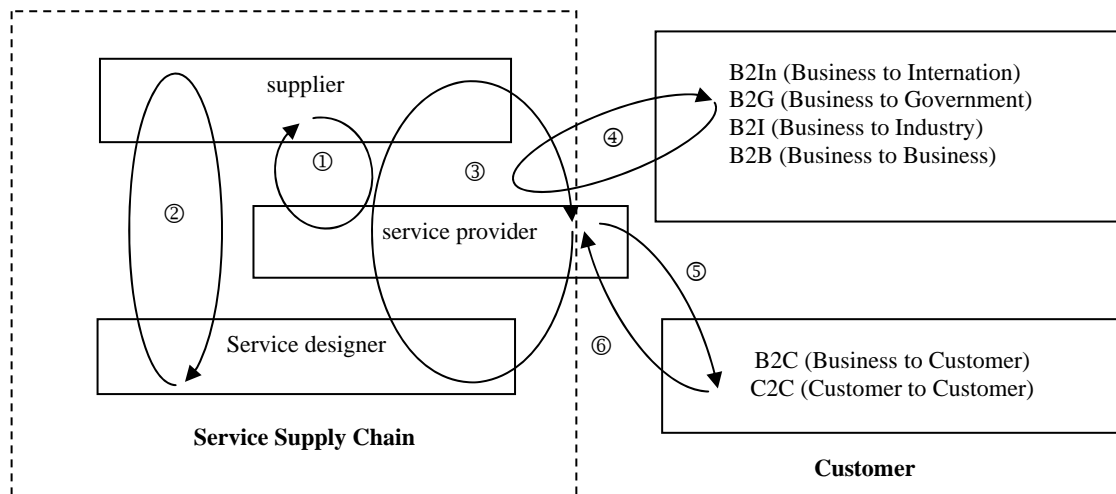 supplier
①
②
③
service provider
Service designer
Service Supply Chain
④
B2In (Business to Internation)
B2G (Business to Government)
B2I (Business to Industry)
B2B (Business to Business)
⑤
⑥
B2C (Business to Customer)
C2C (Customer to Customer)
Customer